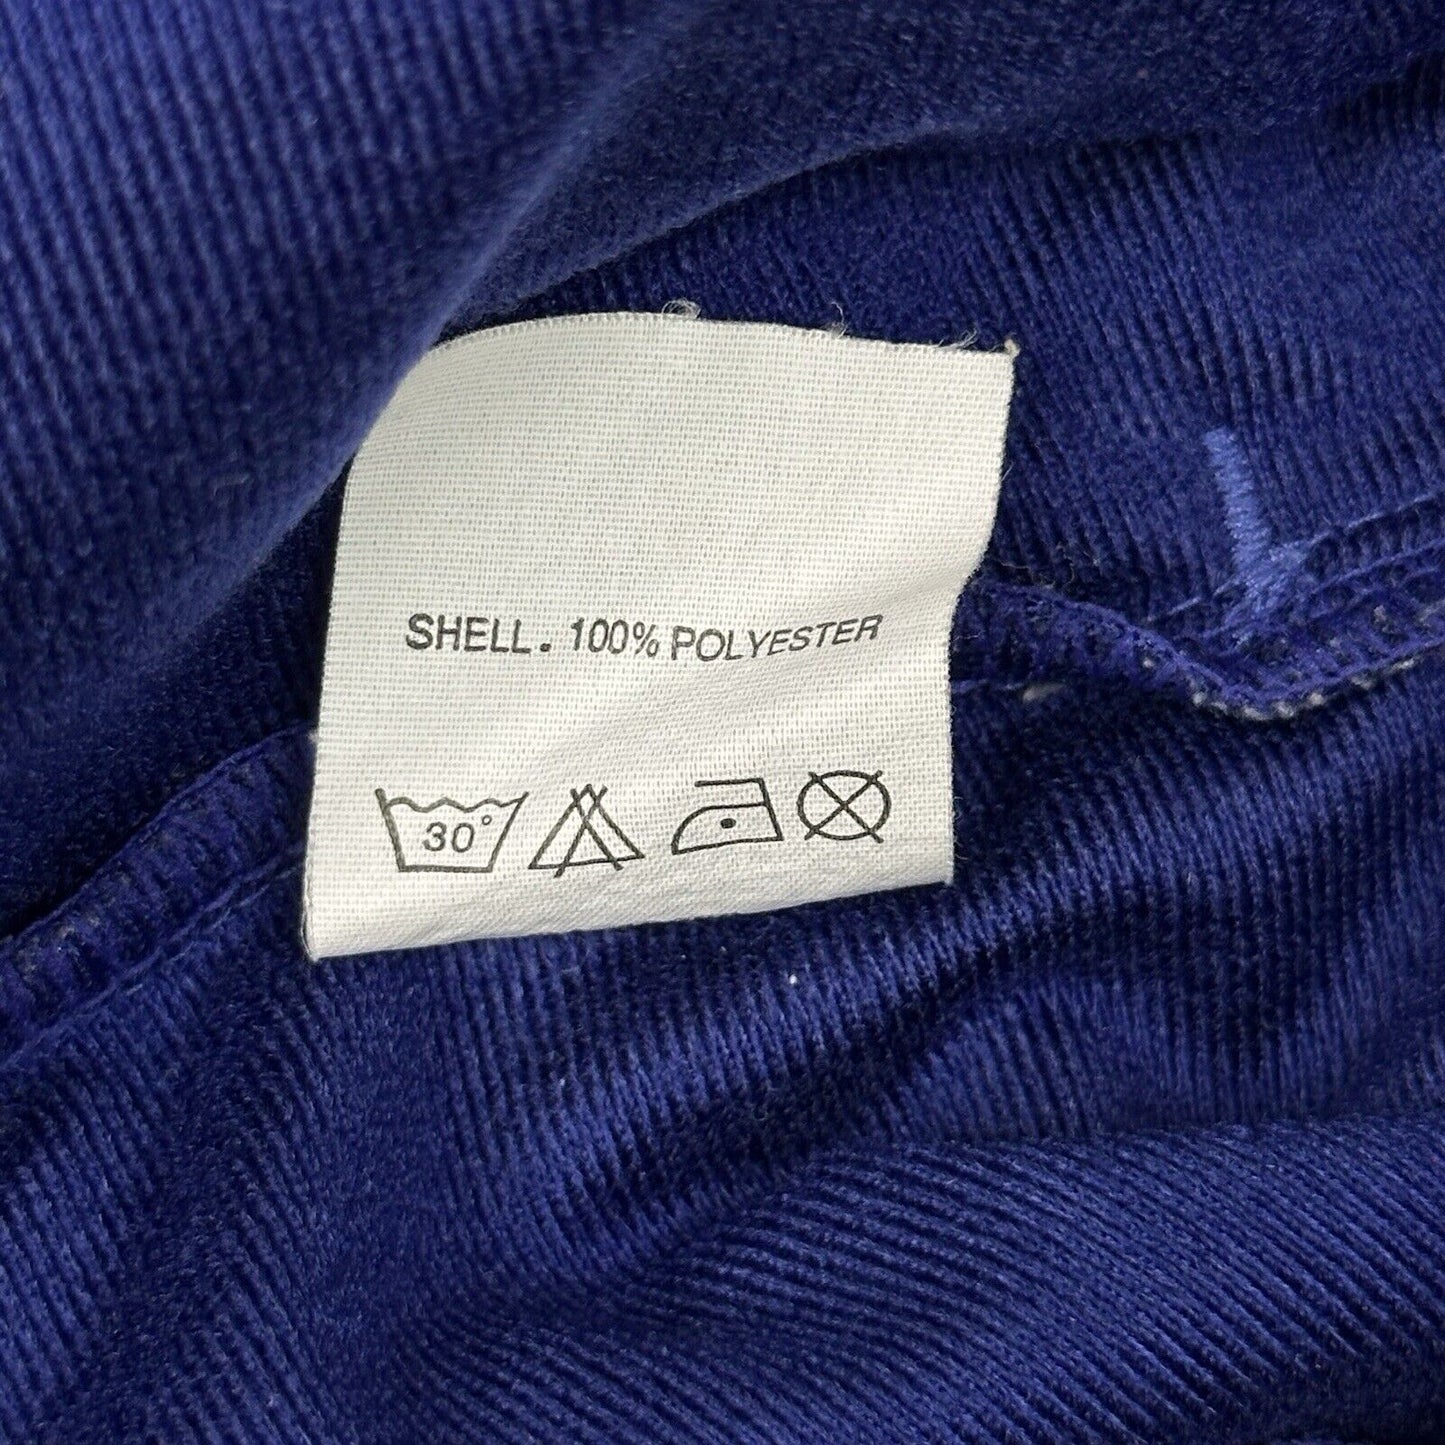 SHELL. 100% POLYESTER
30°